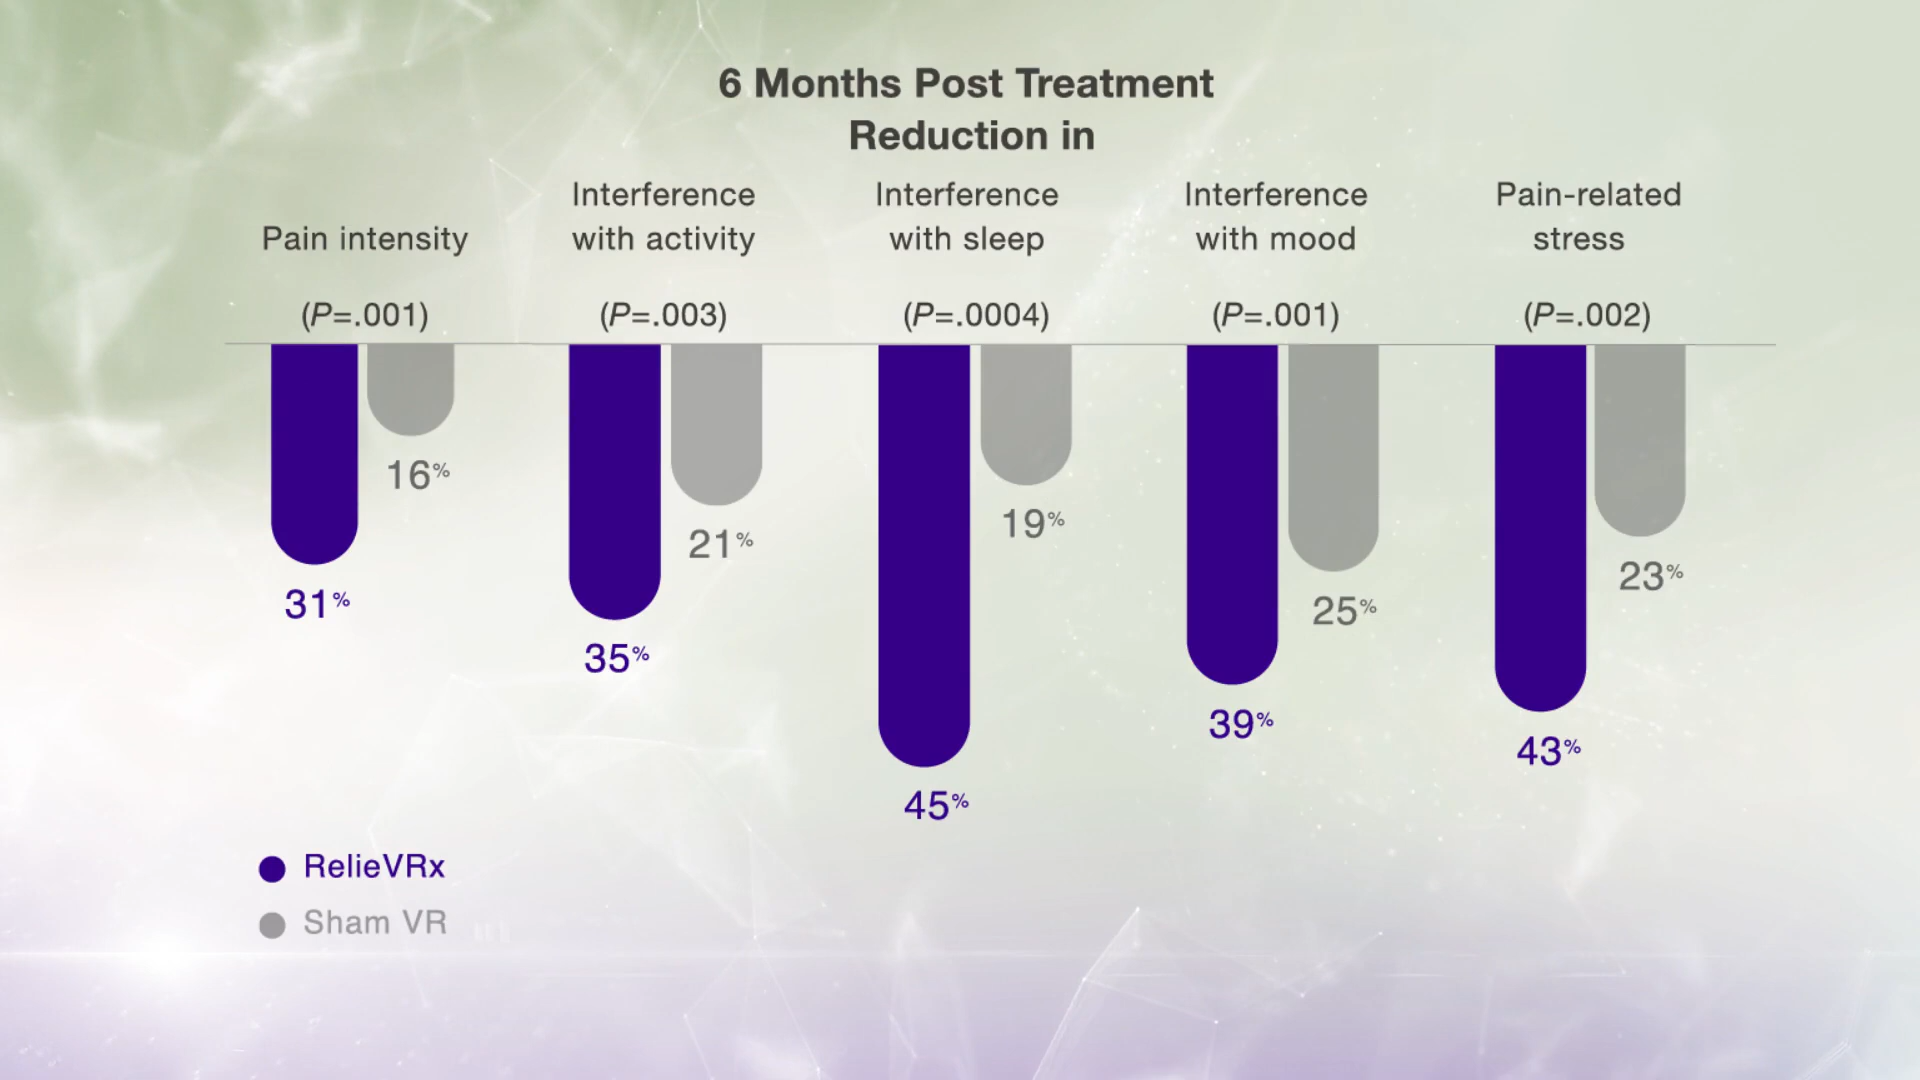 6 Months Post Treatment
Reduction in
Pain intensity
(P=.001)
Interference
with activity
(P=.003)
Interference
with sleep
(P=.0004)
Interference
with mood
(P=.001)
Pain-related
stress
(P=.002)
31%
16%
35%
21%
45%
19%
39%
25%
43%
23%
RelieVRx
Sham VR